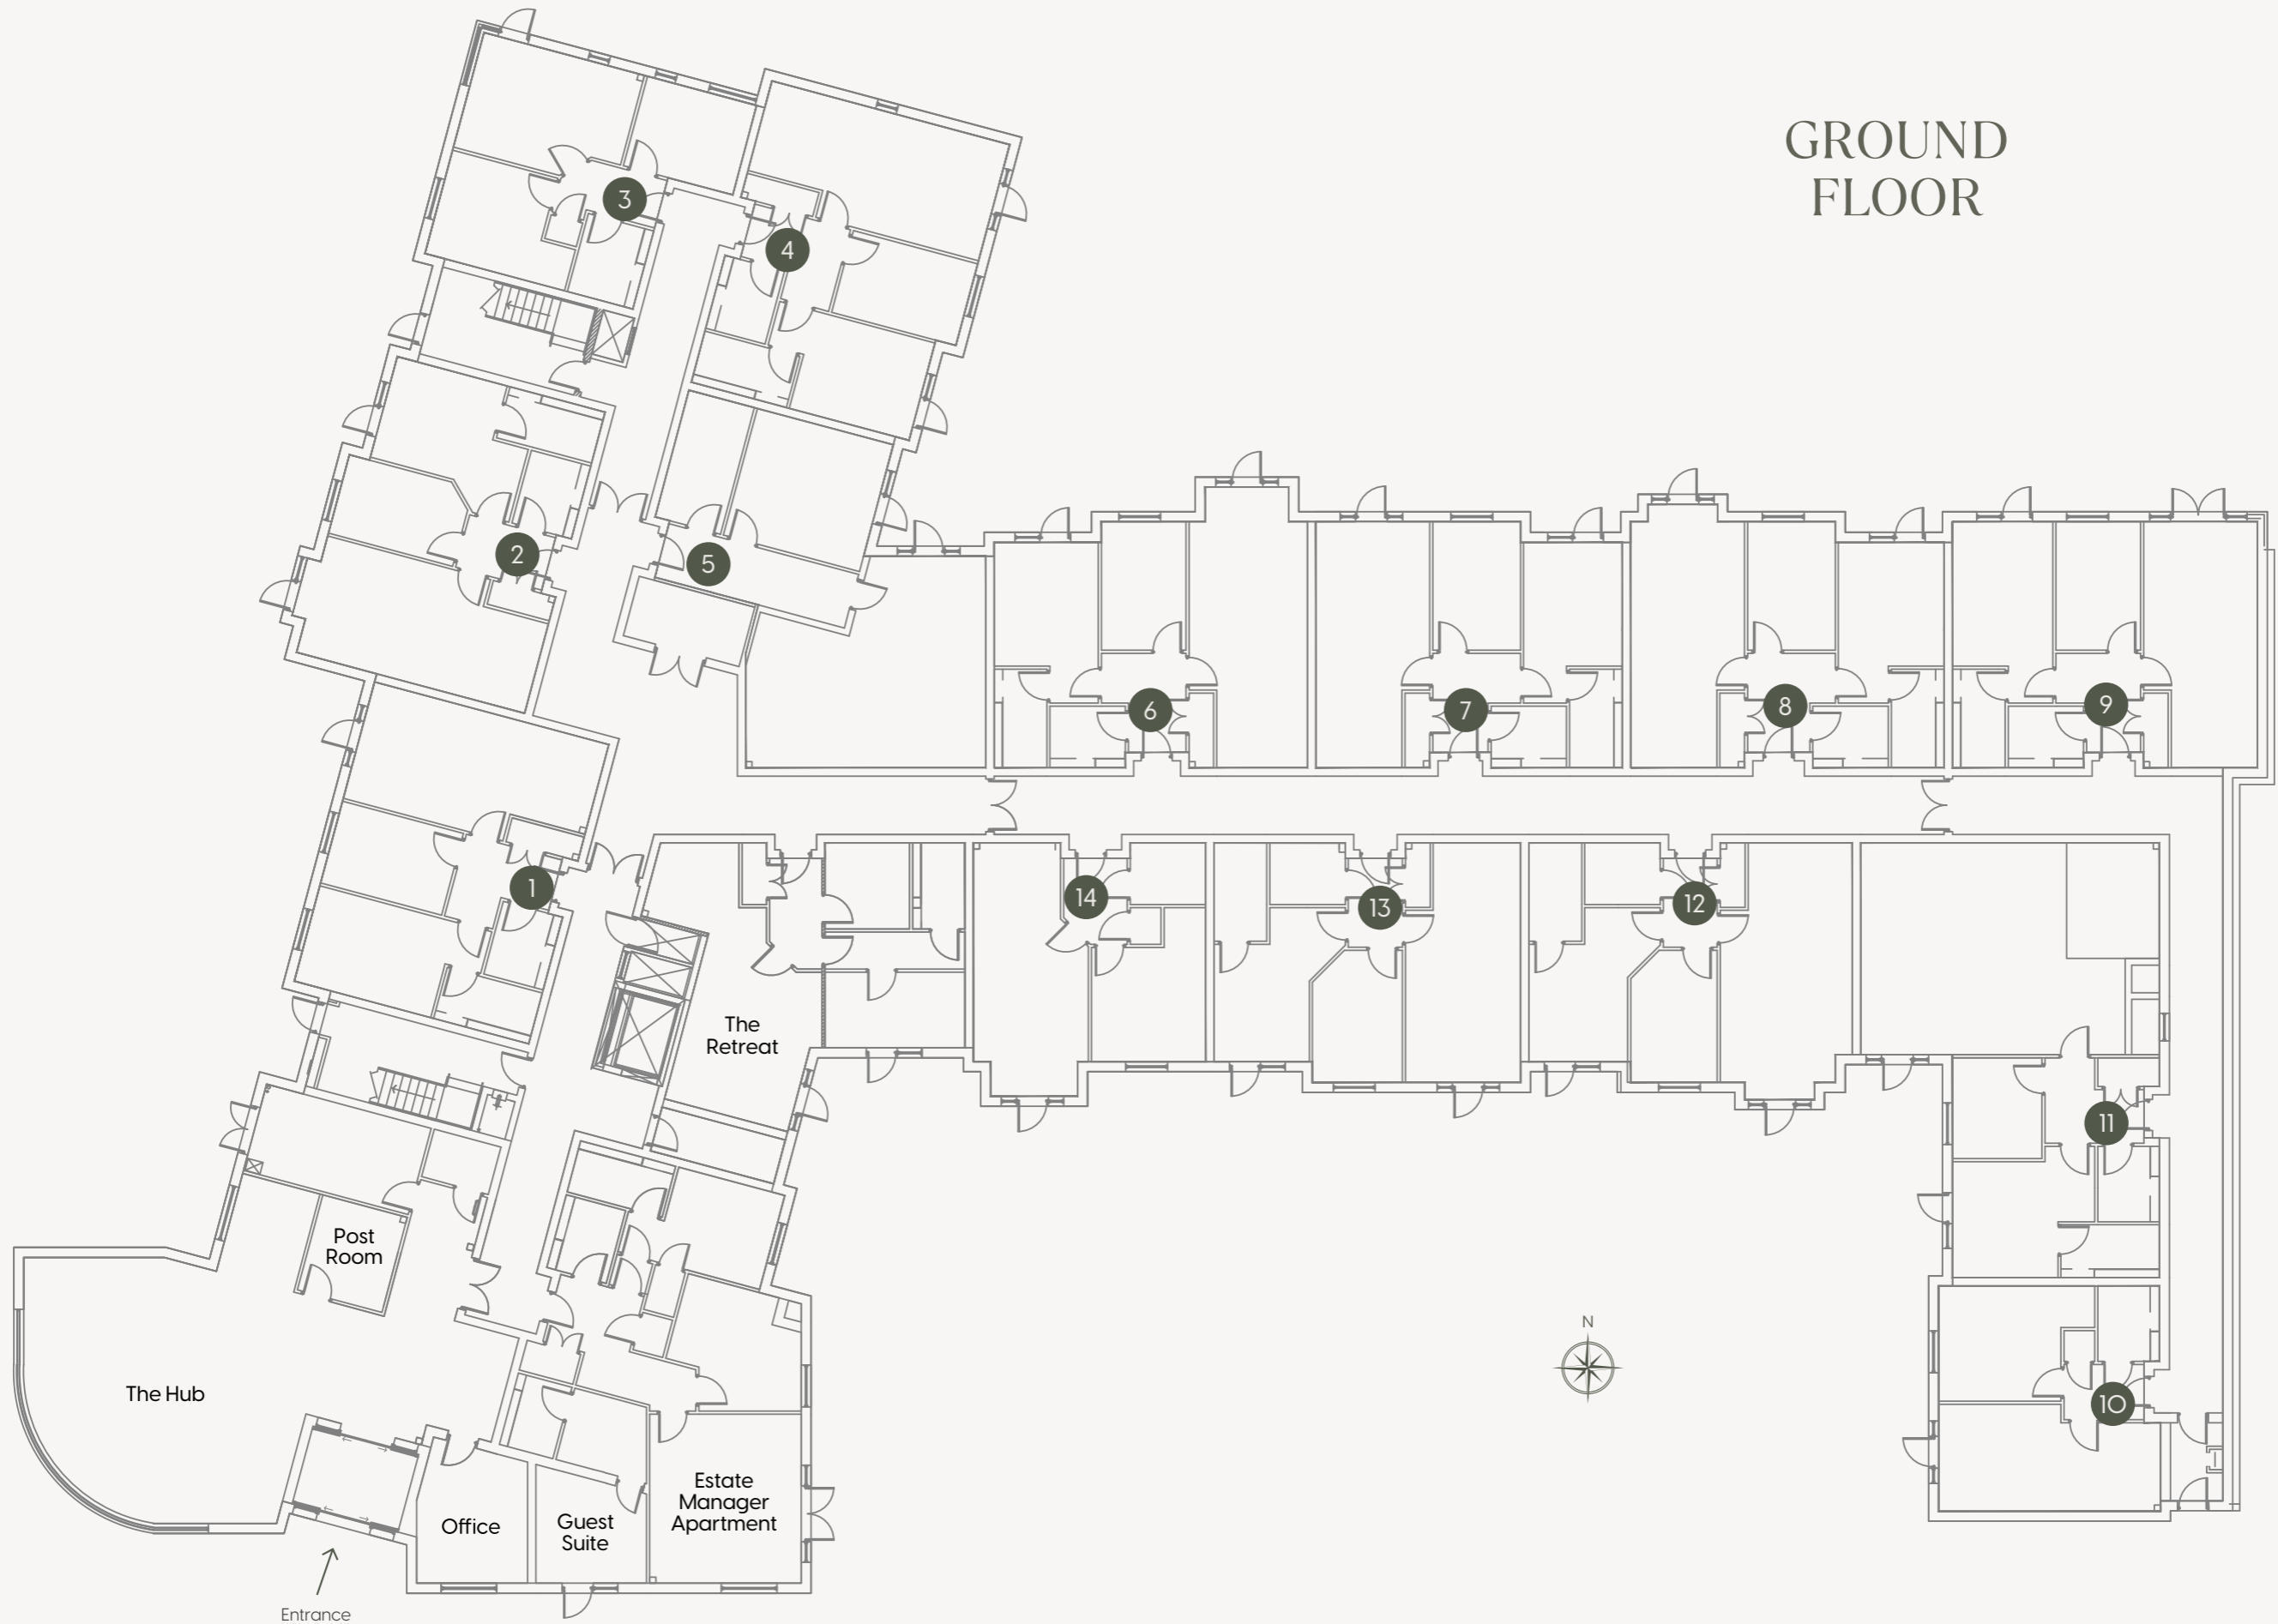 GROUND
FLOOR
3
4
2
5
6
7
8
9
1
14
13
12
The
Retreat
11
Post
Room
N
The Hub
10
Office
Guest
Suite
Estate
Manager
Apartment
Entrance